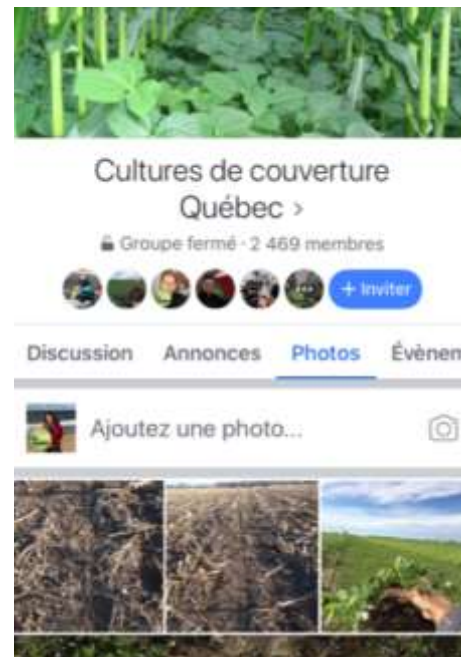 Cultures de couverture
Québec >
Groupe fermé · 2 469 membres
+ Inviter
Discussion Annonces Photos Évènem
Ajoutez une photo...